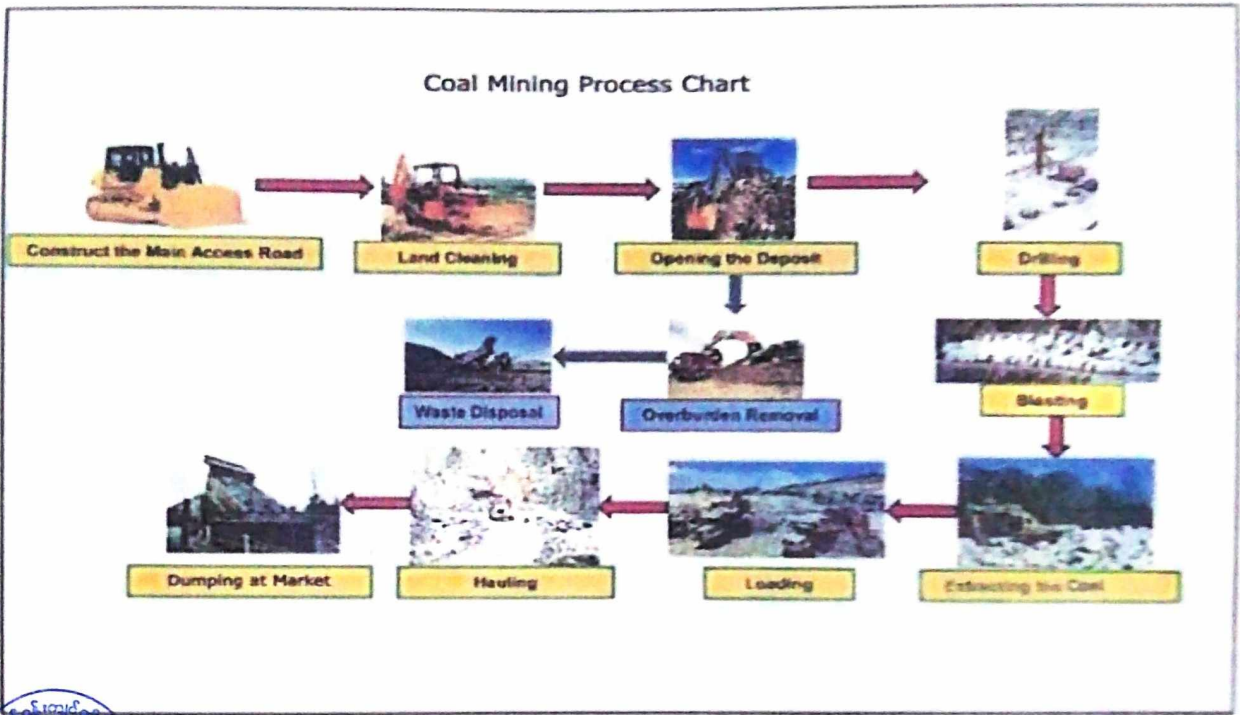 Coal Mining Process Chart
Construct the Main Access Road
Land Cleaning
Opening the Deposit
Drilling
Waste Disposal
Overburden Removal
Blasting
Dumping at Market
Hauling
Loading
Extracting the Coal